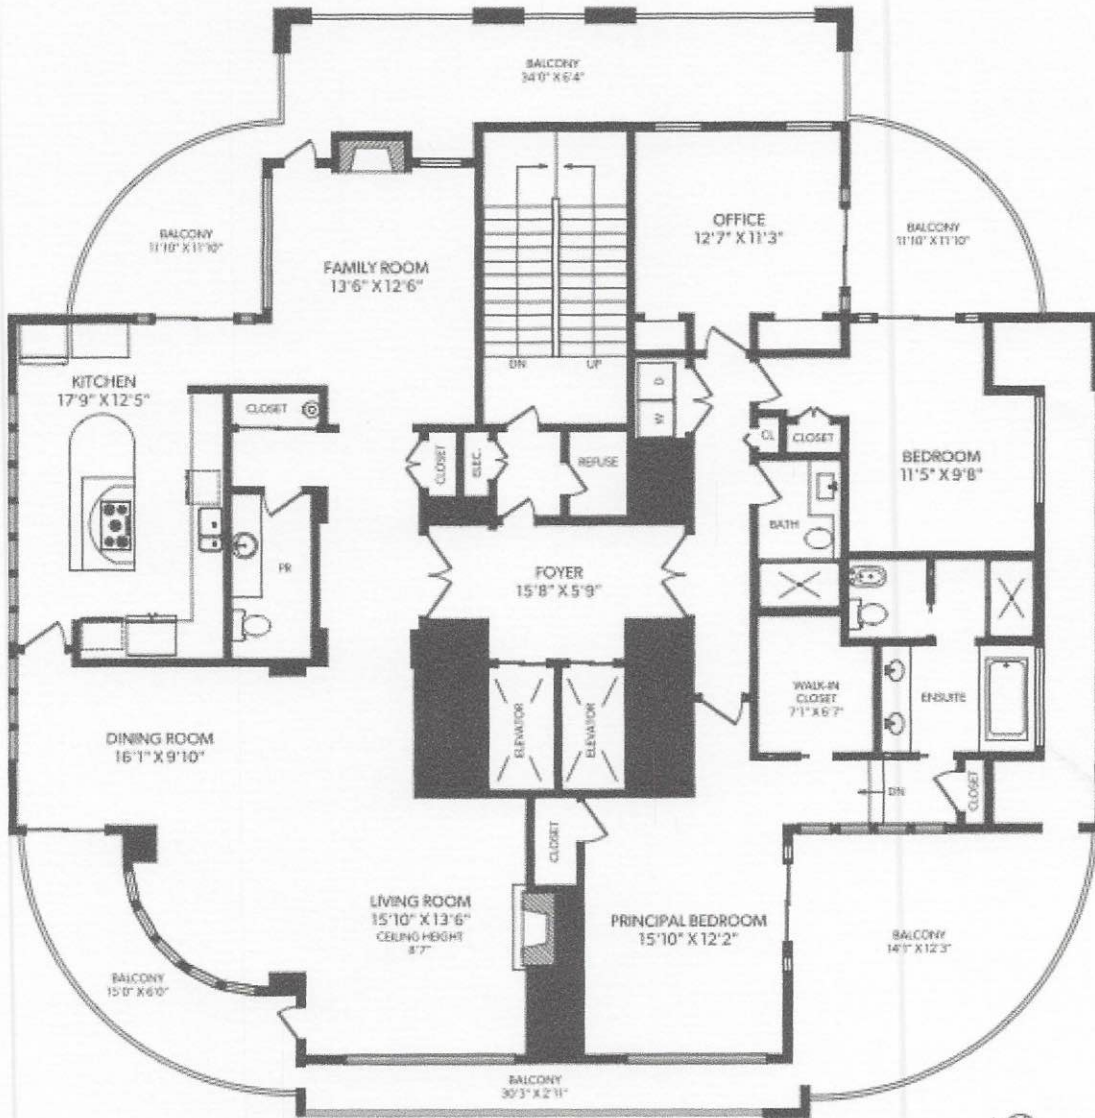 BALCONY
34'0" X 6'4"
BALCONY
11'10" X 11'10"
OFFICE
12'7" X 11'3"
BALCONY
11'10" X 11'10"
FAMILY ROOM
13'6" X 12'6"
DN
UP
D
W
KITCHEN
17'9" X 12'5"
CLOSET
CLOSET
ELEC.
REFUSE
CL
CLOSET
BEDROOM
11'5" X 9'8"
BATH
PR
FOYER
15'8" X 5'9"
ELEVATOR
ELEVATOR
WALK-IN
CLOSET
7'1" X 6'7"
ENSUITE
DINING ROOM
16'1" X 9'10"
DN
CLOSET
CLOSET
LIVING ROOM
15'10" X 13'6"
CEILING HEIGHT
8'7"
PRINCIPAL BEDROOM
15'10" X 12'2"
BALCONY
14'1" X 12'3"
BALCONY
15'0" X 6'0"
BALCONY
30'3" X 2'11"